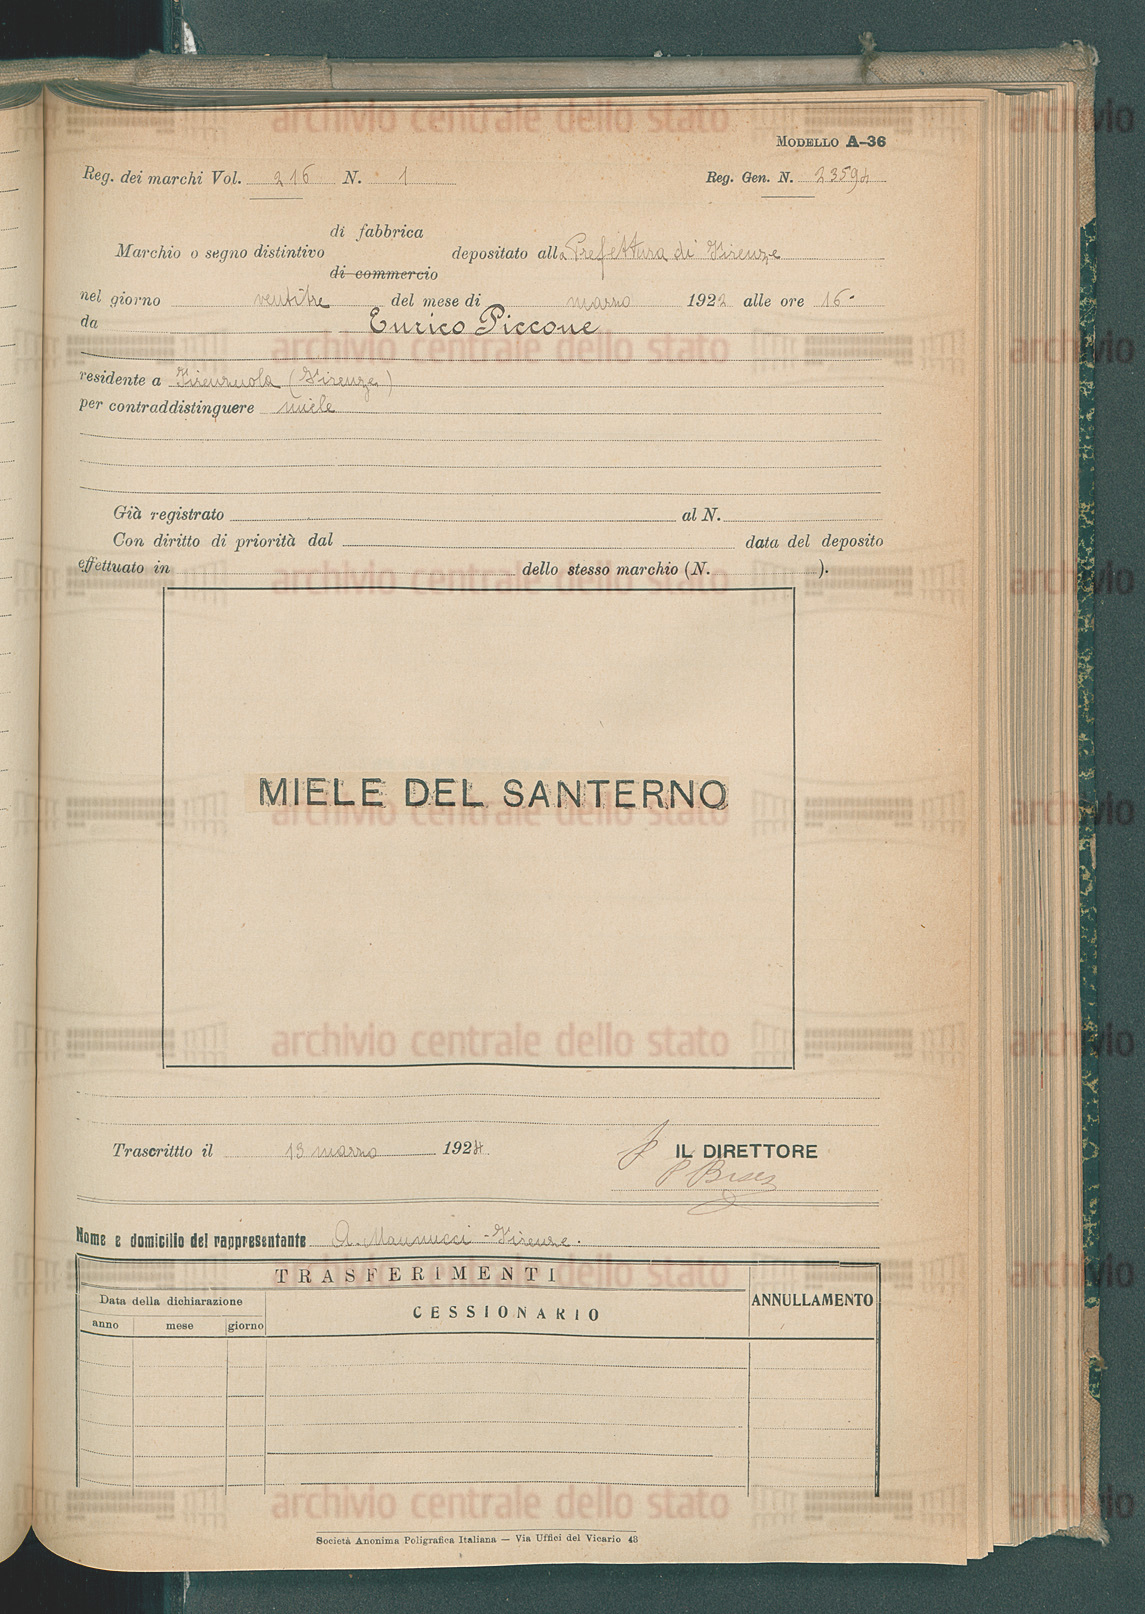 MODELLO A-36
Reg. dei marchi Vol. 216 N. 1 Reg. Gen. N. 23594
di fabbrica
Marchio o segno distintivo depositato alla Prefettura di Firenze
di commercio
nel giorno ventitre del mese di marzo 1922 alle ore 16
da Enrico Piccone
residente a Firenzuola (Firenze)
per contraddistinguere miele
Già registrato al N.
Con diritto di priorità dal data del deposito
effettuato in dello stesso marchio (N. ).
MIELE DEL SANTERNO
Trascrittto il 13 marzo 1924
IL DIRETTORE
Nome e domicilio del rappresentante A. Mannucci - Firenze.
TRASFERIMENTI
Data della dichiarazione
CESSIONARIO
ANNULLAMENTO
anno mese giorno
Società Anonima Poligrafica Italiana — Via Uffici del Vicario 43
archivio centrale dello stato